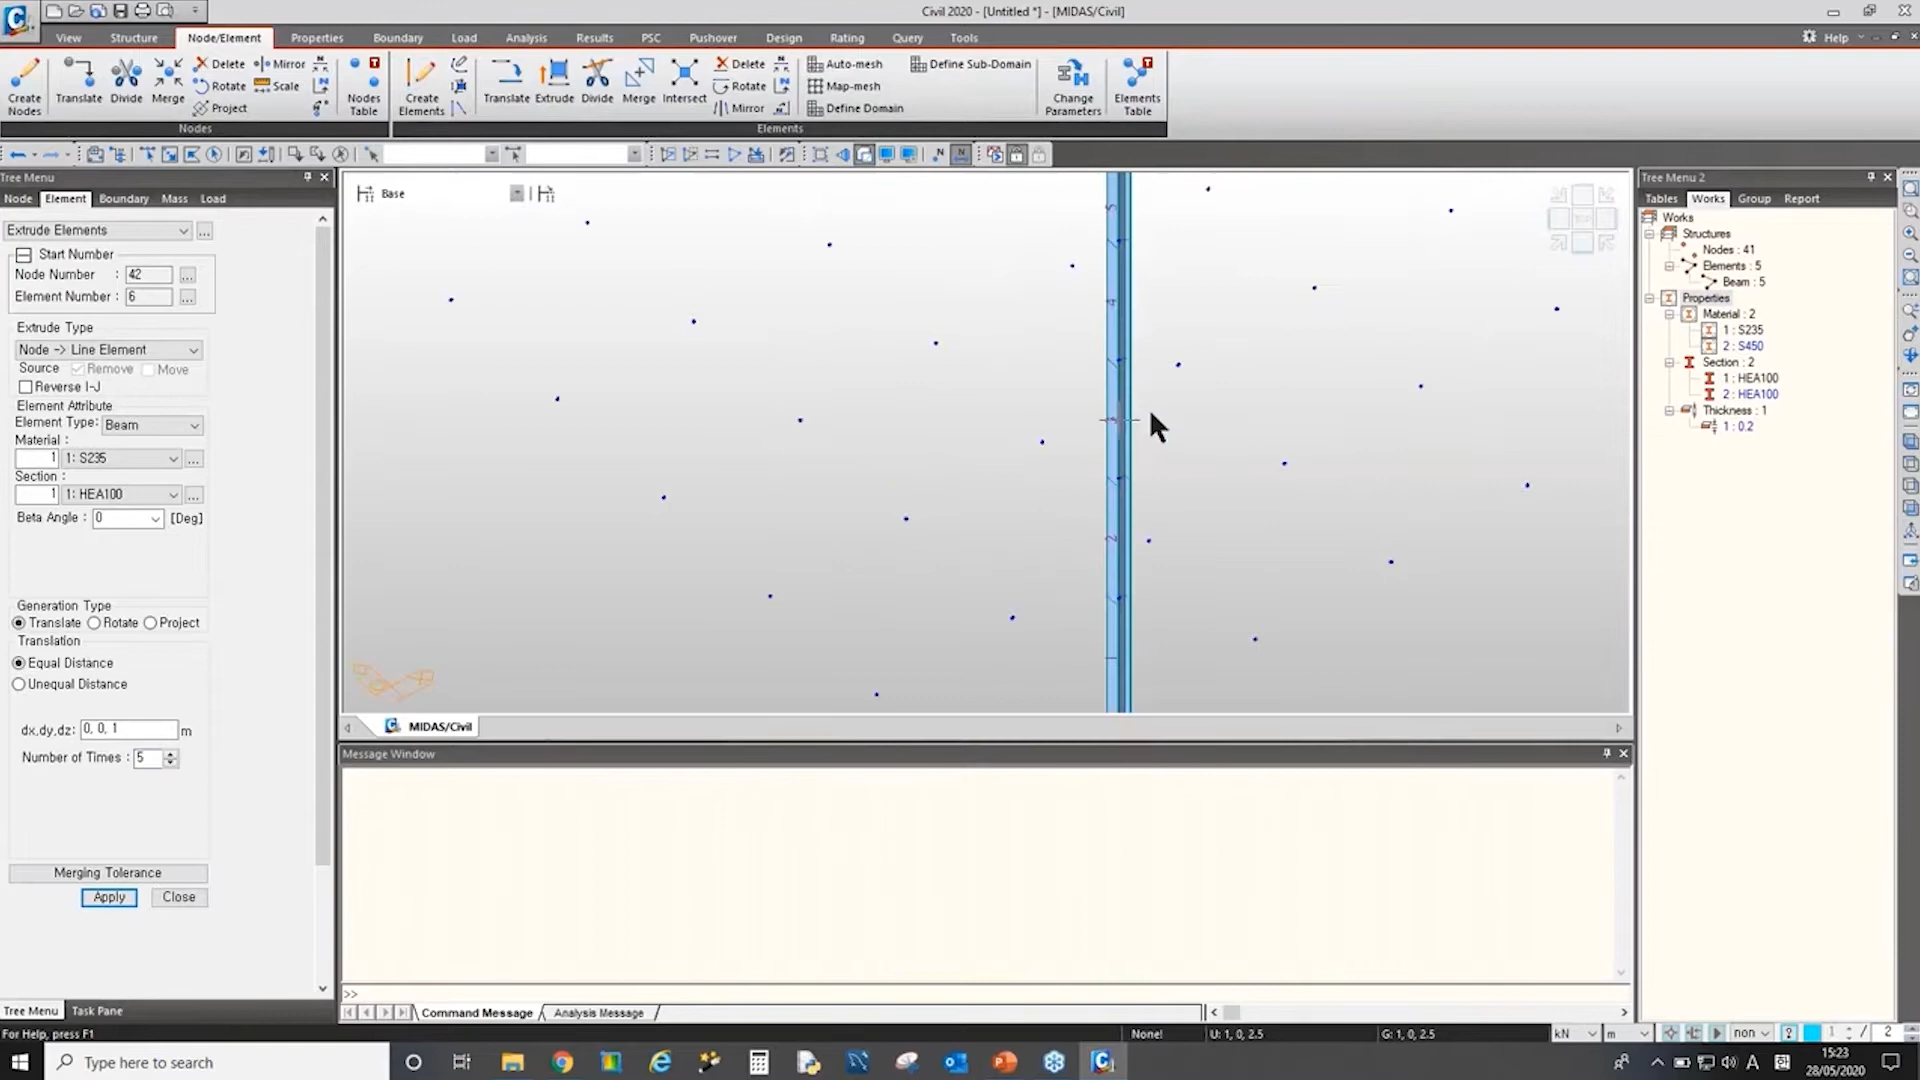 Civil 2020 - [Untitled *] - [MIDAS/Civil]
View Structure Node/Element Properties Boundary Load Analysis Results PSC Pushover Design Rating Query Tools Help
Create Nodes Translate Divide Merge Delete Rotate Project Mirror Scale Nodes Table
Create Elements Translate Extrude Divide Merge Intersect Delete Rotate Mirror Auto-mesh Map-mesh Define Domain Define Sub-Domain Change Parameters Elements Table
Nodes Elements
Tree Menu
Node Element Boundary Mass Load
Extrude Elements
Start Number
Node Number : 42
Element Number : 6
Extrude Type
Node -> Line Element
Source Remove Move
Reverse I-J
Element Attribute
Element Type: Beam
Material :
1 1: S235
Section :
1 1: HEA100
Beta Angle : 0 [Deg]
Generation Type
Translate Rotate Project
Translation
Equal Distance
Unequal Distance
dx,dy,dz: 0, 0, 1 m
Number of Times : 5
Merging Tolerance
Apply Close
Tree Menu Task Pane
Base
5
4
3
2
1
TOP
MIDAS/Civil
Message Window
>>
Command Message Analysis Message
Tree Menu 2
Tables Works Group Report
Works
Structures
Nodes : 41
Elements : 5
Beam : 5
Properties
Material : 2
1 : S235
2 : S450
Section : 2
1 : HEA100
2 : HEA100
Thickness : 1
1 : 0.2
For Help, press F1 None! U: 1, 0, 2.5 G: 1, 0, 2.5 kN m non 1 / 2
Type here to search A 15:23
28/05/2020